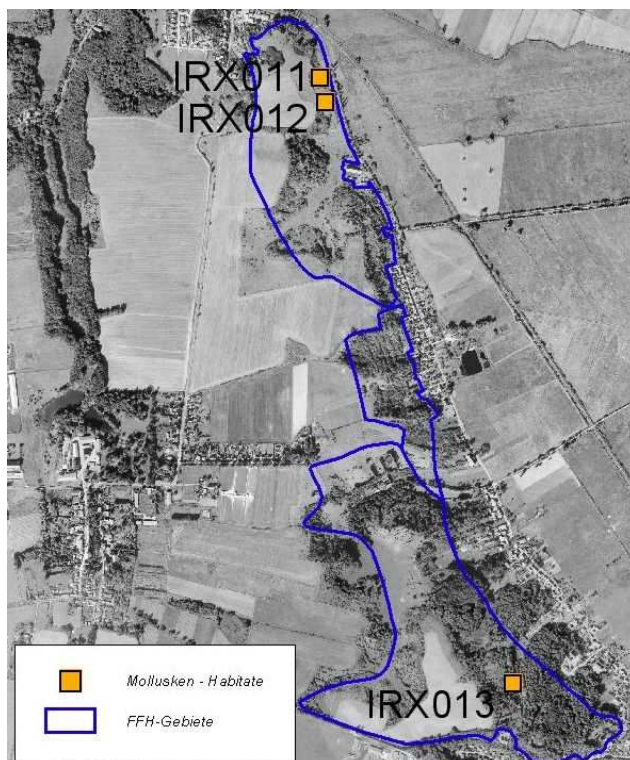 IRX011
IRX012
IRX013
Mollusken - Habitate
FFH-Gebiete